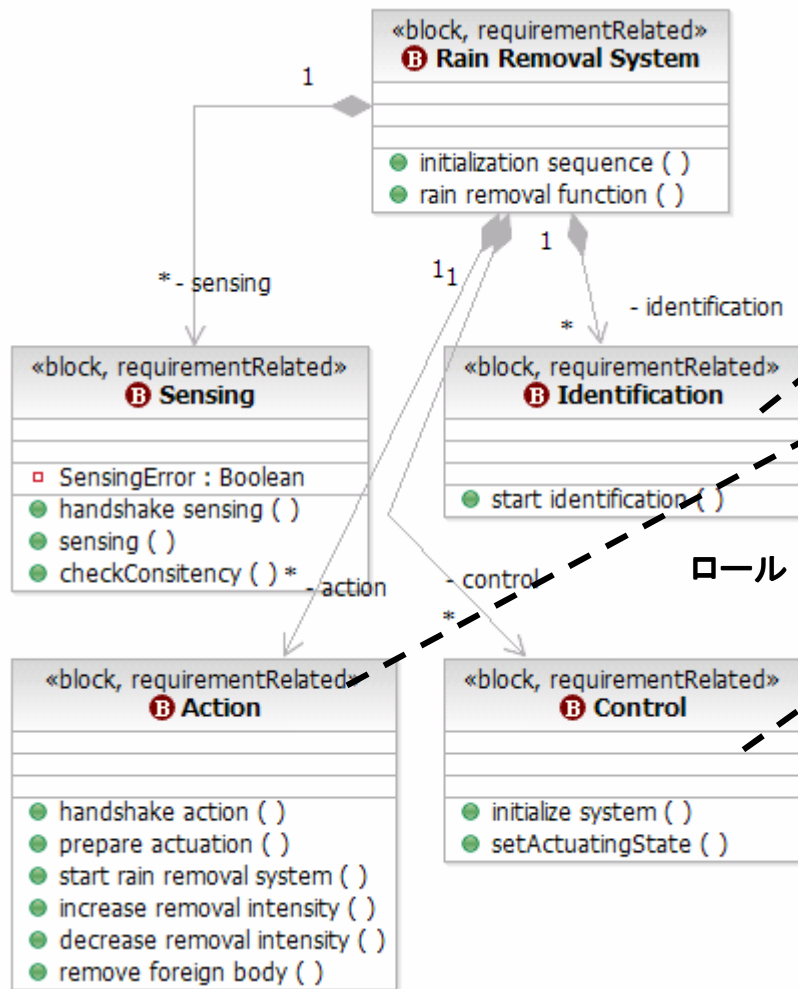 «block, requirementRelated»
B Rain Removal System
initialization sequence ( )
rain removal function ( )
1
* - sensing
1
1
1
- identification
*
«block, requirementRelated»
B Sensing
SensingError : Boolean
handshake sensing ( )
sensing ( )
checkConsitency ( ) *
- action
«block, requirementRelated»
B Identification
start identification ( )
ロール
- control
*
«block, requirementRelated»
B Action
handshake action ( )
prepare actuation ( )
start rain removal system ( )
increase removal intensity ( )
decrease removal intensity ( )
remove foreign body ( )
«block, requirementRelated»
B Control
initialize system ( )
setActuatingState ( )